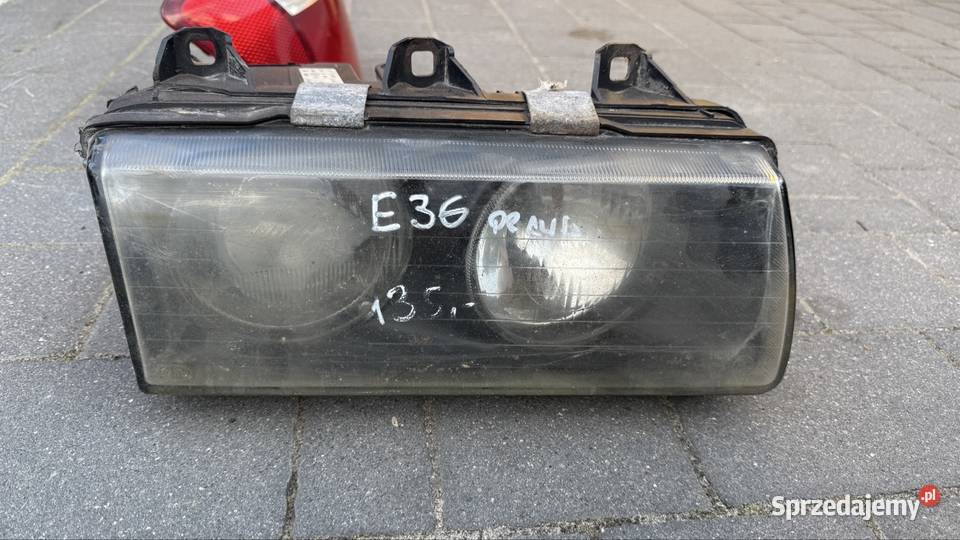 E36 PRAWA
135,-
Sprzedajemy.pl